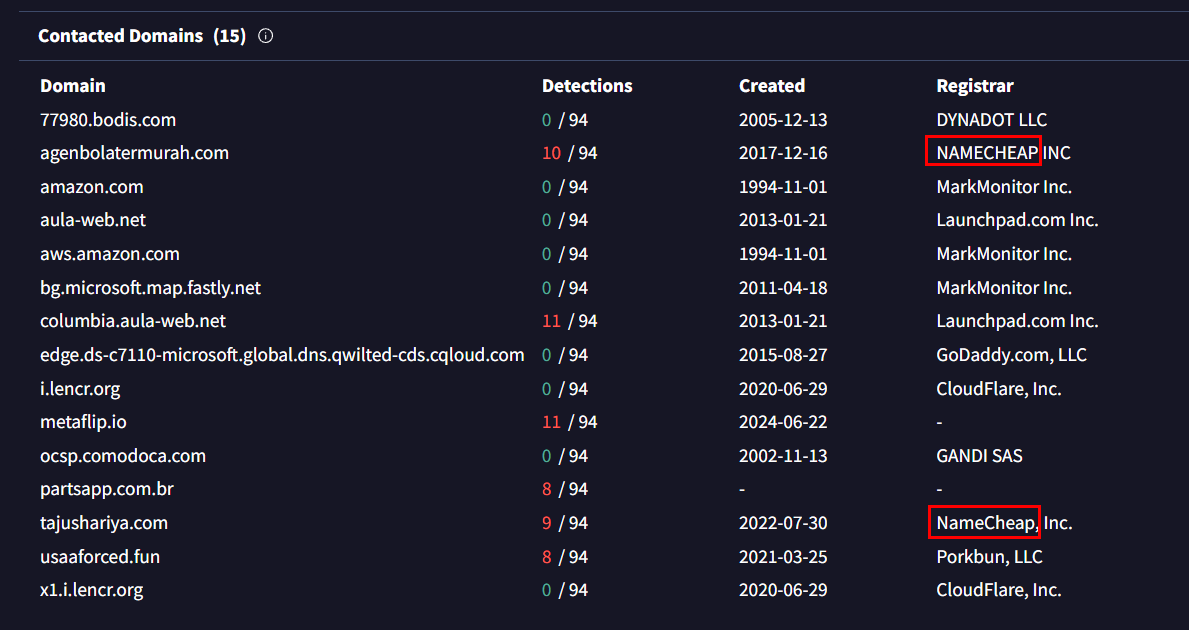 Contacted Domains (15)
Domain Detections Created Registrar
77980.bodis.com 0 / 94 2005-12-13 DYNADOT LLC
agenbolatermurah.com 10 / 94 2017-12-16 NAMECHEAP INC
amazon.com 0 / 94 1994-11-01 MarkMonitor Inc.
aula-web.net 0 / 94 2013-01-21 Launchpad.com Inc.
aws.amazon.com 0 / 94 1994-11-01 MarkMonitor Inc.
bg.microsoft.map.fastly.net 0 / 94 2011-04-18 MarkMonitor Inc.
columbia.aula-web.net 11 / 94 2013-01-21 Launchpad.com Inc.
edge.ds-c7110-microsoft.global.dns.qwilted-cds.cqloud.com 0 / 94 2015-08-27 GoDaddy.com, LLC
i.lencr.org 0 / 94 2020-06-29 CloudFlare, Inc.
metaflip.io 11 / 94 2024-06-22 -
ocsp.comodoca.com 0 / 94 2002-11-13 GANDI SAS
partsapp.com.br 8 / 94 - -
tajushariya.com 9 / 94 2022-07-30 NameCheap, Inc.
usaaforced.fun 8 / 94 2021-03-25 Porkbun, LLC
x1.i.lencr.org 0 / 94 2020-06-29 CloudFlare, Inc.